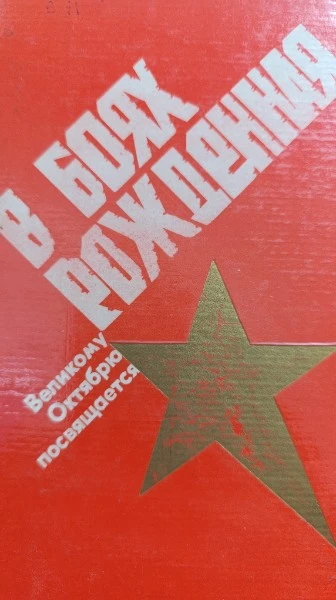 В БОЯХ
РОЖДЕННАЯ
Великому
Октябрю
посвящается